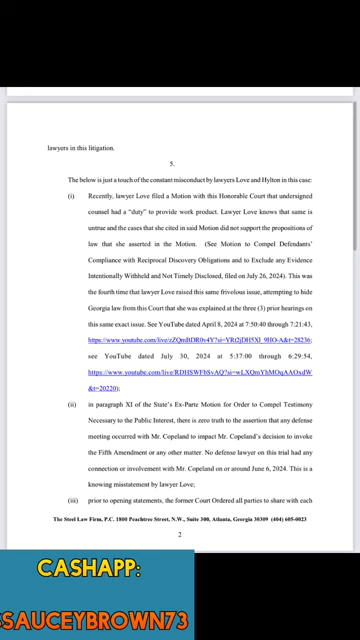 lawyers in this litigation.
5.
The below is just a touch of the constant misconduct by lawyers Love and Hylton in this case:
(i) Recently, lawyer Love filed a Motion with this Honorable Court that undersigned
counsel had a “duty” to provide work product. Lawyer Love knows that same is
untrue and the cases that she cited in said Motion did not support the propositions of
law that she asserted in the Motion. (See Motion to Compel Defendants’
Compliance with Reciprocal Discovery Obligations and to Exclude any Evidence
Intentionally Withheld and Not Timely Disclosed, filed on July 26, 2024). This was
the fourth time that lawyer Love raised this same frivolous issue, attempting to hide
Georgia law from this Court that she was explained at the three (3) prior hearings on
this same exact issue. See YouTube dated April 8, 2024 at 7:50:40 through 7:21:43,
https://www.youtube.com/live/zZQmBtDR0v4?si=YRt2jDH5Xl_9HO-A&t=28236;
see YouTube dated July 30, 2024 at 5:37:00 through 6:29:54,
https://www.youtube.com/live/RDHSWFbSvAQ?si=wLXQmYhMOqAAOxdW
&t=20220);
(ii) in paragraph XI of the State’s Ex-Parte Motion for Order to Compel Testimony
Necessary to the Public Interest, there is zero truth to the assertion that any defense
meeting occurred with Mr. Copeland to impact Mr. Copeland’s decision to invoke
the Fifth Amendment or any other matter. No defense lawyer on this trial had any
connection or involvement with Mr. Copeland on or around June 6, 2024. This is a
knowing misstatement by lawyer Love;
(iii) prior to opening statements, the former Court Ordered all parties to share with each
The Steel Law Firm, P.C. 1800 Peachtree Street, N.W., Suite 300, Atlanta, Georgia 30309 (404) 605-0023
2
CASHAPP:
SAUCEYBROWN73